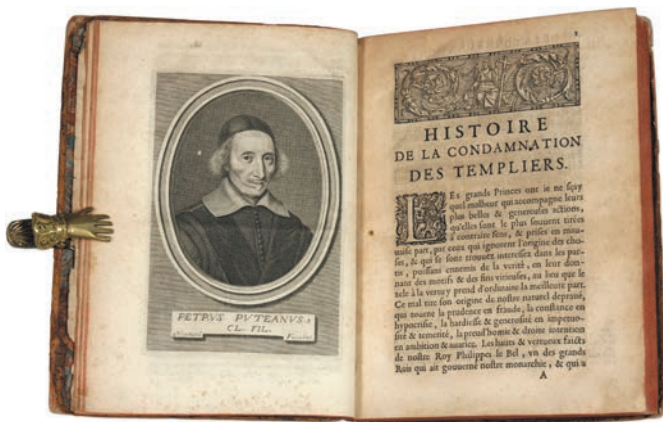 PETRVS PVTEANVS.
CL. FIL.
HISTOIRE
DE LA CONDAMNATION
DES TEMPLIERS.
LEs grands Princes ont ie ne sçay
quel malheur qui accompagne leurs
plus belles & genereuses actions,
qu'elles sont le plus souuent tirées
à contraire sens, & prises en mau-
uaise part, par ceux qui ignorent l'origine des cho-
ses, & qui se sont trouuez interessez dans les par-
tis, puissans ennemis de la verité, en leur don-
nant des motifs & des fins vitieuses, au lieu que le
zele à la vertu y prend d'ordinaire la meilleure part.
Ce mal tire son origine de nostre naturel depraué,
qui tourne la prudence en fraude, la constance en
hypocrisie, la hardiesse & generosité en impetuo-
sité & temerité, la preud'homie & droite intention
en ambition & auarice. Les hauts & vertueux faicts
de nostre Roy Philippes le Bel, vn des grands
Rois qui ait gouuerné nostre monarchie, & qui a
A